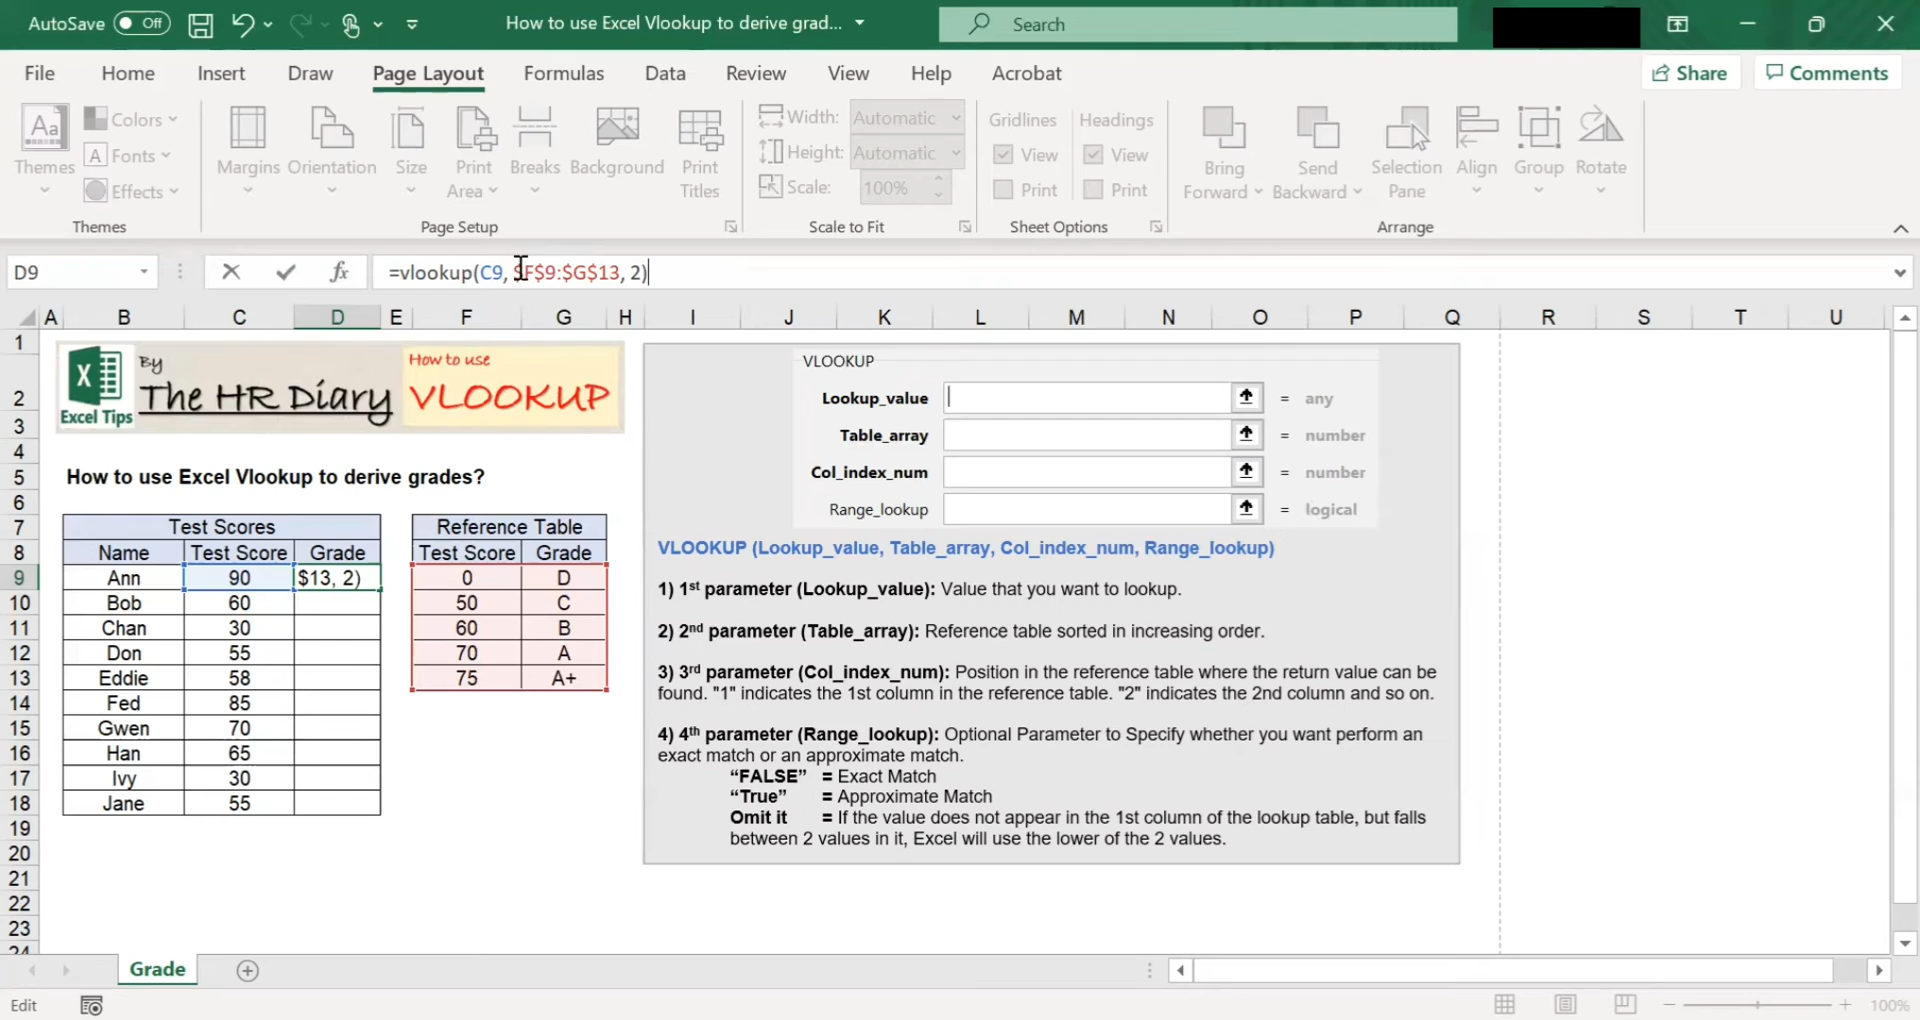 AutoSave Off How to use Excel Vlookup to derive grad... Search
File Home Insert Draw Page Layout Formulas Data Review View Help Acrobat Share Comments
Aa Themes Colors Fonts Effects
Margins Orientation Size Print Area Breaks Background Print Titles
Width: Automatic
Height: Automatic
Scale: 100%
Gridlines View Print
Headings View Print
Bring Forward Send Backward Selection Pane Align Group Rotate
Themes Page Setup Scale to Fit Sheet Options Arrange
D9 fx =vlookup(C9, $F$9:$G$13, 2)
A B C D E F G H I J K L M N O P Q R S T U
1
2
3
4
5
6
7
8
9
10
11
12
13
14
15
16
17
18
19
20
21
22
23
24
X Excel Tips
By
The HR Diary
How to use
VLOOKUP
How to use Excel Vlookup to derive grades?
Test Scores
Name Test Score Grade
Ann 90 $13, 2)
Bob 60
Chan 30
Don 55
Eddie 58
Fed 85
Gwen 70
Han 65
Ivy 30
Jane 55
Reference Table
Test Score Grade
0 D
50 C
60 B
70 A
75 A+
VLOOKUP
Lookup_value = any
Table_array = number
Col_index_num = number
Range_lookup = logical
VLOOKUP (Lookup_value, Table_array, Col_index_num, Range_lookup)
1) 1st parameter (Lookup_value): Value that you want to lookup.
2) 2nd parameter (Table_array): Reference table sorted in increasing order.
3) 3rd parameter (Col_index_num): Position in the reference table where the return value can be
found. "1" indicates the 1st column in the reference table. "2" indicates the 2nd column and so on.
4) 4th parameter (Range_lookup): Optional Parameter to Specify whether you want perform an
exact match or an approximate match.
“FALSE” = Exact Match
“True” = Approximate Match
Omit it = If the value does not appear in the 1st column of the lookup table, but falls
between 2 values in it, Excel will use the lower of the 2 values.
Grade
Edit 100%